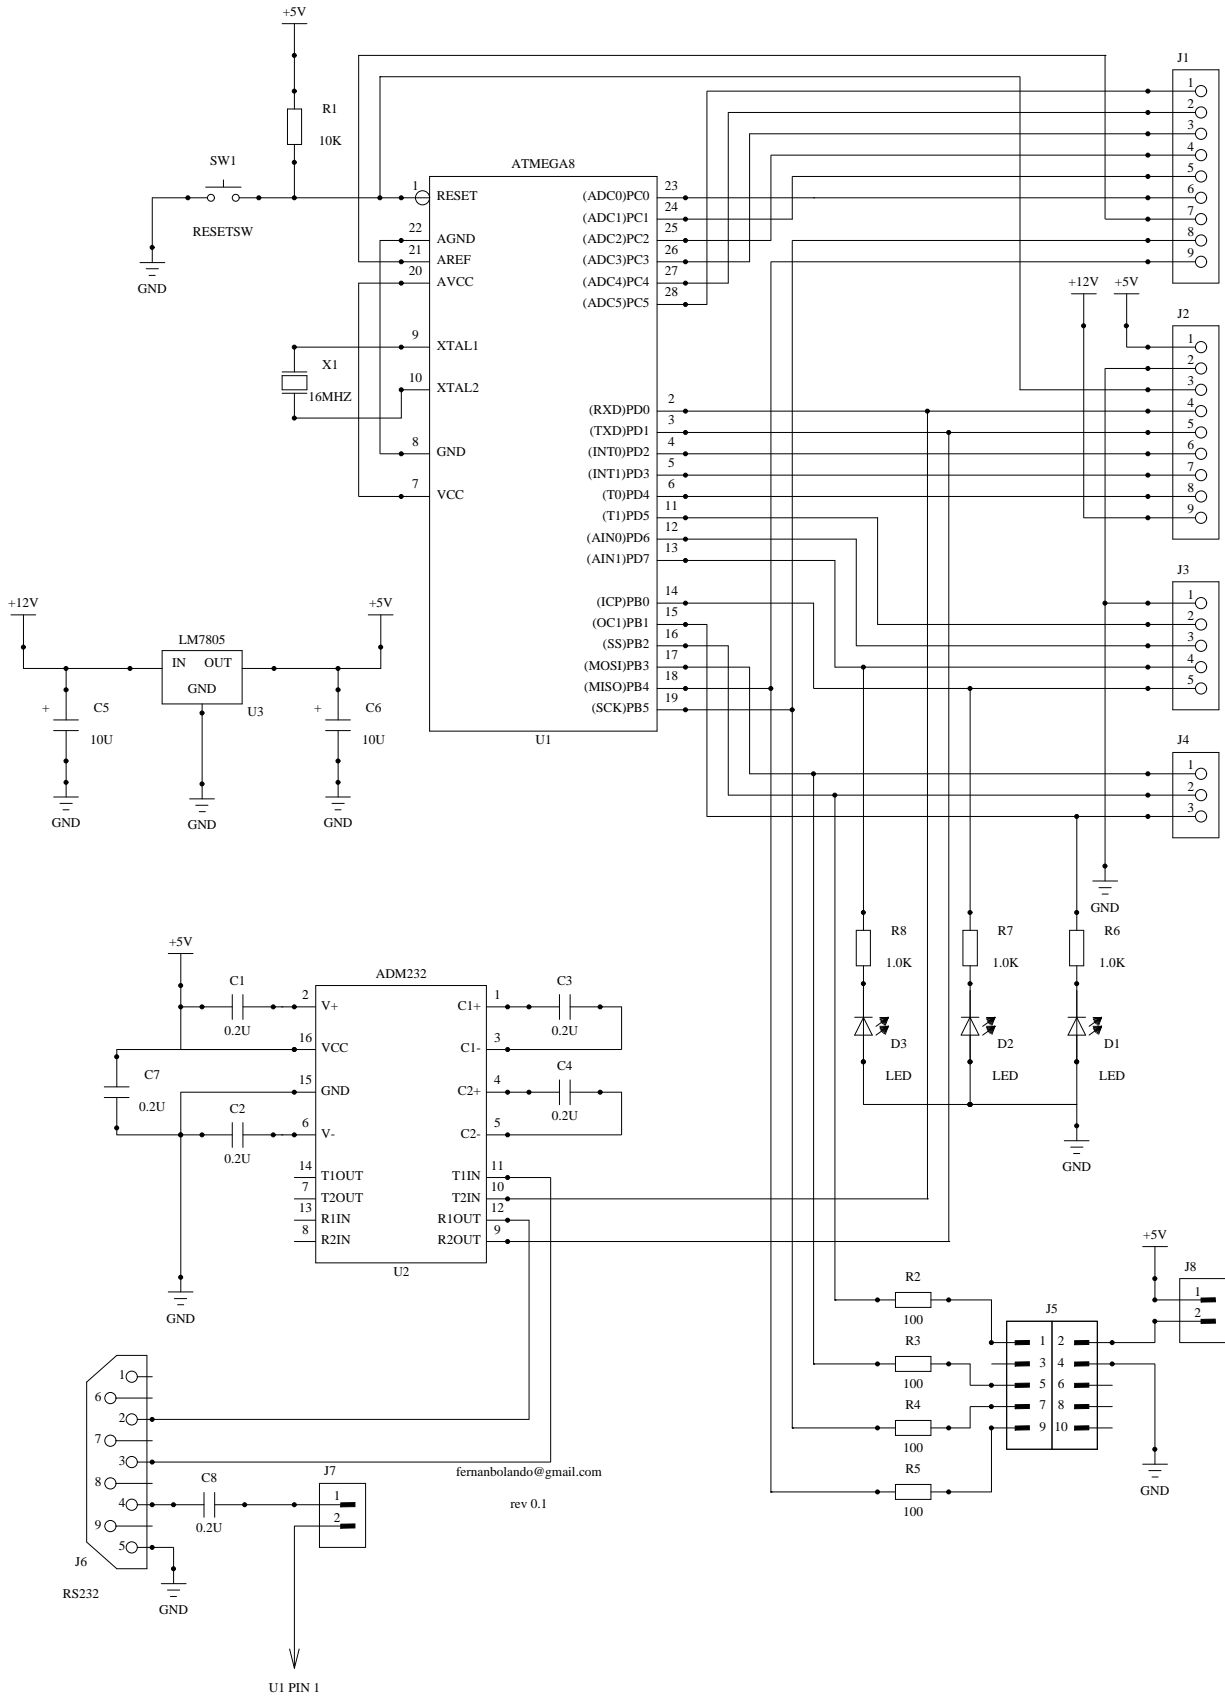 +5V
J1
1
2
3
4
5
6
7
8
9
R1
10K
SW1
RESETSW
GND
ATMEGA8
1 RESET
22 AGND
21 AREF
20 AVCC
9 XTAL1
10 XTAL2
8 GND
7 VCC
X1
16MHZ
(ADC0)PC0 23
(ADC1)PC1 24
(ADC2)PC2 25
(ADC3)PC3 26
(ADC4)PC4 27
(ADC5)PC5 28
(RXD)PD0 2
(TXD)PD1 3
(INT0)PD2 4
(INT1)PD3 5
(T0)PD4 6
(T1)PD5 11
(AIN0)PD6 12
(AIN1)PD7 13
(ICP)PB0 14
(OC1)PB1 15
(SS)PB2 16
(MOSI)PB3 17
(MISO)PB4 18
(SCK)PB5 19
U1
+12V
+5V
J2
1
2
3
4
5
6
7
8
9
J3
1
2
3
4
5
J4
1
2
3
GND
+12V
+5V
LM7805
IN OUT
GND
U3
+
C5
10U
+
C6
10U
GND
GND
GND
R8
1.0K
R7
1.0K
R6
1.0K
D3
LED
D2
LED
D1
LED
GND
+5V
C1
0.2U
C7
0.2U
C2
0.2U
GND
ADM232
2 V+
16 VCC
15 GND
6 V-
14 T1OUT
7 T2OUT
13 R1IN
8 R2IN
C1+ 1
C1- 3
C2+ 4
C2- 5
T1IN 11
T2IN 10
R1OUT 12
R2OUT 9
U2
C3
0.2U
C4
0.2U
+5V
J8
1
2
R2
100
R3
100
R4
100
R5
100
J5
1 2
3 4
5 6
7 8
9 10
GND
1
6
2
7
3
8
4
9
5
J6
RS232
GND
C8
0.2U
J7
1
2
fernanbolando@gmail.com
rev 0.1
U1 PIN 1